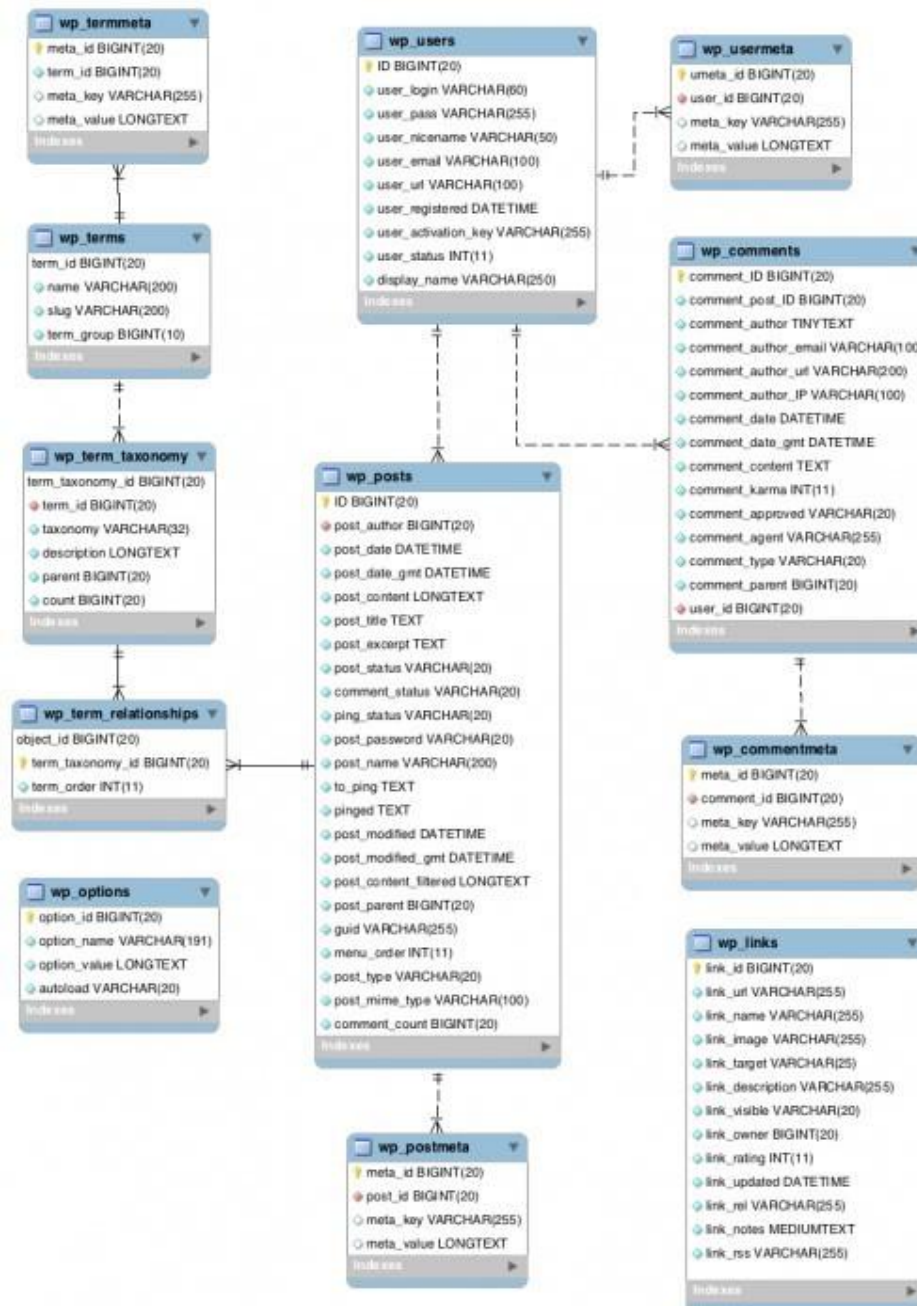 wp_termmeta
meta_id BIGINT(20)
term_id BIGINT(20)
meta_key VARCHAR(255)
meta_value LONGTEXT
Indexes
wp_terms
term_id BIGINT(20)
name VARCHAR(200)
slug VARCHAR(200)
term_group BIGINT(10)
Indexes
wp_term_taxonomy
term_taxonomy_id BIGINT(20)
term_id BIGINT(20)
taxonomy VARCHAR(32)
description LONGTEXT
parent BIGINT(20)
count BIGINT(20)
Indexes
wp_term_relationships
object_id BIGINT(20)
term_taxonomy_id BIGINT(20)
term_order INT(11)
Indexes
wp_options
option_id BIGINT(20)
option_name VARCHAR(191)
option_value LONGTEXT
autoload VARCHAR(20)
Indexes
wp_users
ID BIGINT(20)
user_login VARCHAR(60)
user_pass VARCHAR(255)
user_nicename VARCHAR(50)
user_email VARCHAR(100)
user_url VARCHAR(100)
user_registered DATETIME
user_activation_key VARCHAR(255)
user_status INT(11)
display_name VARCHAR(250)
Indexes
wp_posts
ID BIGINT(20)
post_author BIGINT(20)
post_date DATETIME
post_date_gmt DATETIME
post_content LONGTEXT
post_title TEXT
post_excerpt TEXT
post_status VARCHAR(20)
comment_status VARCHAR(20)
ping_status VARCHAR(20)
post_password VARCHAR(20)
post_name VARCHAR(200)
to_ping TEXT
pinged TEXT
post_modified DATETIME
post_modified_gmt DATETIME
post_content_filtered LONGTEXT
post_parent BIGINT(20)
guid VARCHAR(255)
menu_order INT(11)
post_type VARCHAR(20)
post_mime_type VARCHAR(100)
comment_count BIGINT(20)
Indexes
wp_postmeta
meta_id BIGINT(20)
post_id BIGINT(20)
meta_key VARCHAR(255)
meta_value LONGTEXT
Indexes
wp_usermeta
umeta_id BIGINT(20)
user_id BIGINT(20)
meta_key VARCHAR(255)
meta_value LONGTEXT
Indexes
wp_comments
comment_ID BIGINT(20)
comment_post_ID BIGINT(20)
comment_author TINYTEXT
comment_author_email VARCHAR(100
comment_author_url VARCHAR(200)
comment_author_IP VARCHAR(100)
comment_date DATETIME
comment_date_gmt DATETIME
comment_content TEXT
comment_karma INT(11)
comment_approved VARCHAR(20)
comment_agent VARCHAR(255)
comment_type VARCHAR(20)
comment_parent BIGINT(20)
user_id BIGINT(20)
Indexes
wp_commentmeta
meta_id BIGINT(20)
comment_id BIGINT(20)
meta_key VARCHAR(255)
meta_value LONGTEXT
Indexes
wp_links
link_id BIGINT(20)
link_url VARCHAR(255)
link_name VARCHAR(255)
link_image VARCHAR(255)
link_target VARCHAR(25)
link_description VARCHAR(255)
link_visible VARCHAR(20)
link_owner BIGINT(20)
link_rating INT(11)
link_updated DATETIME
link_rel VARCHAR(255)
link_notes MEDIUMTEXT
link_rss VARCHAR(255)
Indexes